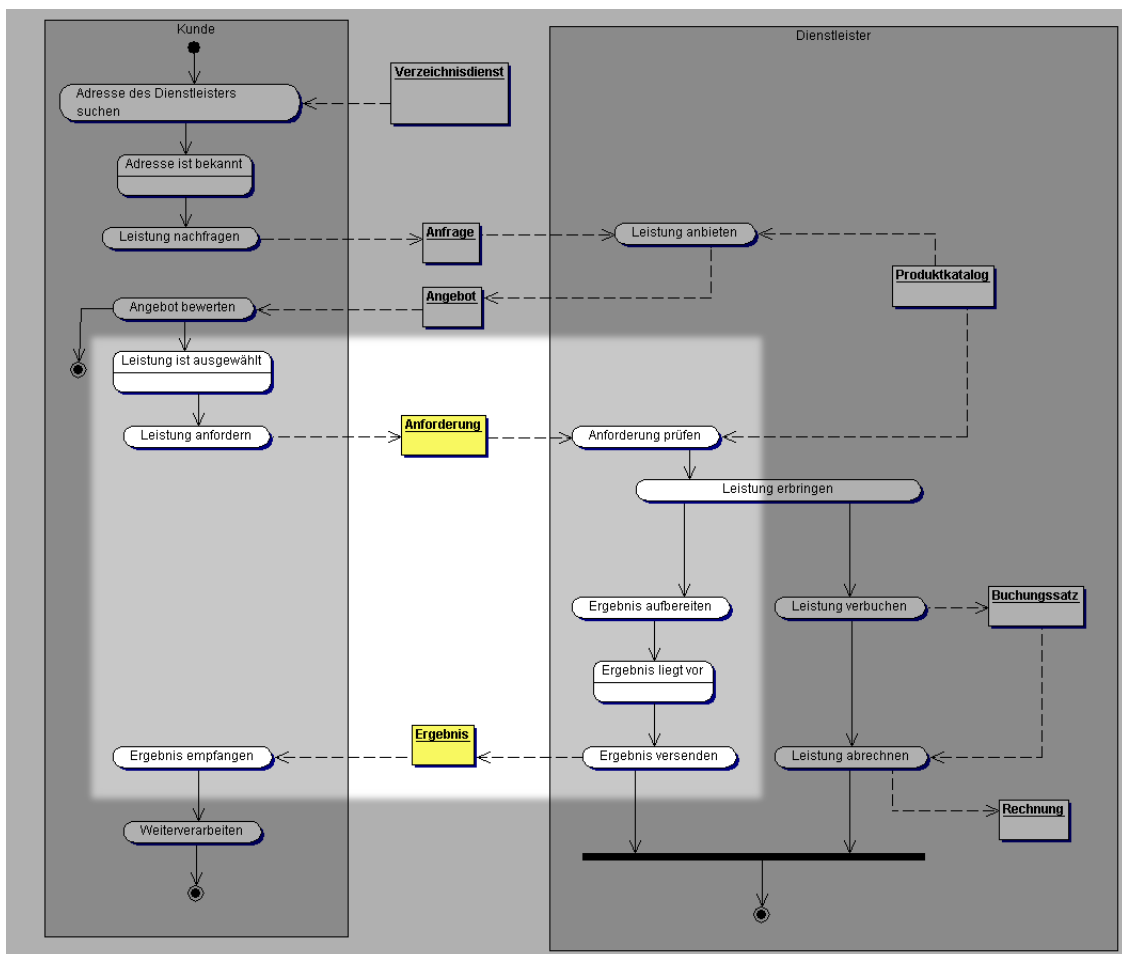 Kunde
Dienstleister
Verzeichnisdienst
Adresse des Dienstleisters
suchen
Adresse ist bekannt
Leistung nachfragen
Anfrage
Leistung anbieten
Produktkatalog
Angebot
Angebot bewerten
Leistung ist ausgewählt
Leistung anfordern
Anforderung
Anforderung prüfen
Leistung erbringen
Ergebnis aufbereiten
Leistung verbuchen
Buchungssatz
Ergebnis liegt vor
Ergebnis empfangen
Ergebnis
Ergebnis versenden
Leistung abrechnen
Rechnung
Weiterverarbeiten